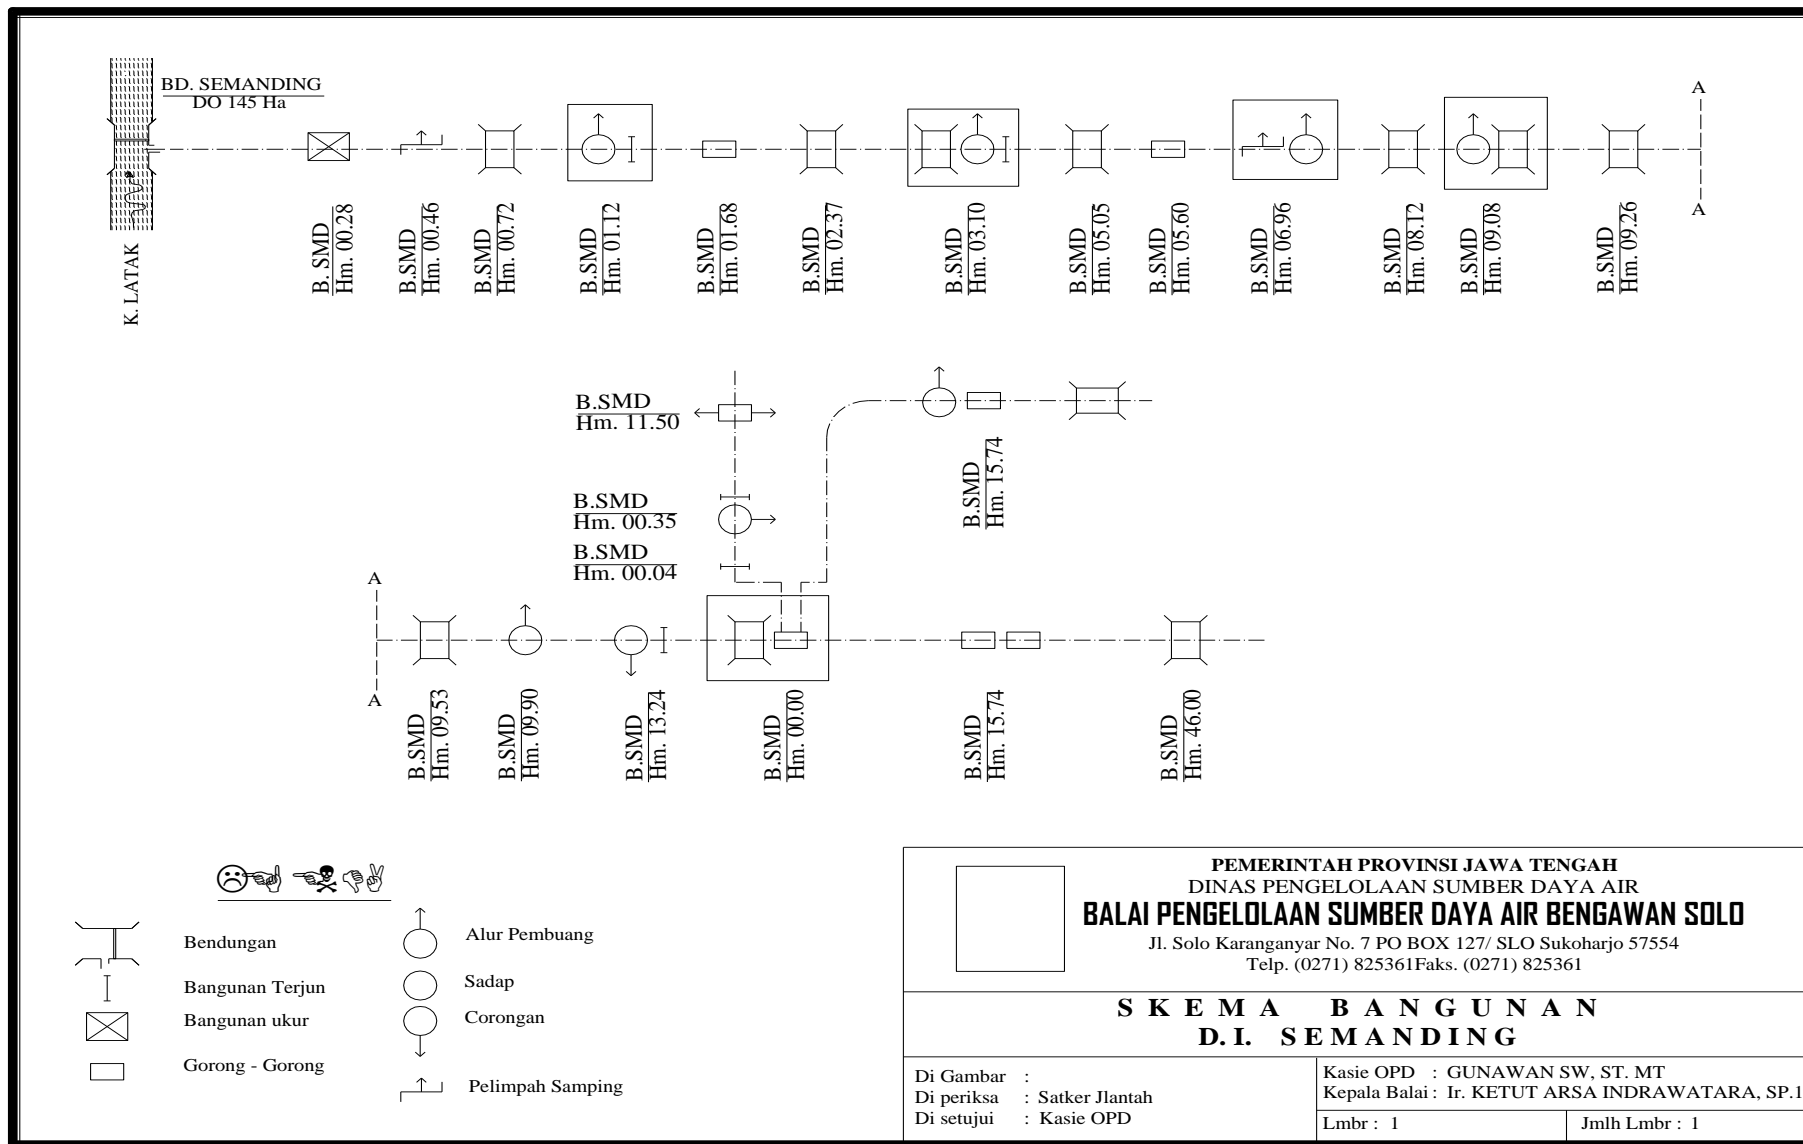 BD. SEMANDING
DO 145 Ha
K. LATAK
A
A
B. SMD
Hm. 00.28
B.SMD
Hm. 00.46
B.SMD
Hm. 00.72
B.SMD
Hm. 01.12
B.SMD
Hm. 01.68
B.SMD
Hm. 02.37
B.SMD
Hm. 03.10
B.SMD
Hm. 05.05
B.SMD
Hm. 05.60
B.SMD
Hm. 06.96
B.SMD
Hm. 08.12
B.SMD
Hm. 09.08
B.SMD
Hm. 09.26
B.SMD
Hm. 11.50
B.SMD
Hm. 15.74
B.SMD
Hm. 00.35
B.SMD
Hm. 00.04
A
A
B.SMD
Hm. 09.53
B.SMD
Hm. 09.90
B.SMD
Hm. 13.24
B.SMD
Hm. 00.00
B.SMD
Hm. 15.74
B.SMD
Hm. 46.00
Bendungan
Bangunan Terjun
Bangunan ukur
Gorong - Gorong
Alur Pembuang
Sadap
Corongan
Pelimpah Samping
PEMERINTAH PROVINSI JAWA TENGAH
DINAS PENGELOLAAN SUMBER DAYA AIR
BALAI PENGELOLAAN SUMBER DAYA AIR BENGAWAN SOLO
Jl. Solo Karanganyar No. 7 PO BOX 127/ SLO Sukoharjo 57554
Telp. (0271) 825361Faks. (0271) 825361
SKEMA BANGUNAN
D.I. SEMANDING
Di Gambar :
Di periksa : Satker Jlantah
Di setujui : Kasie OPD
Kasie OPD : GUNAWAN SW, ST. MT
Kepala Balai : Ir. KETUT ARSA INDRAWATARA, SP.1
Lmbr : 1
Jmlh Lmbr : 1